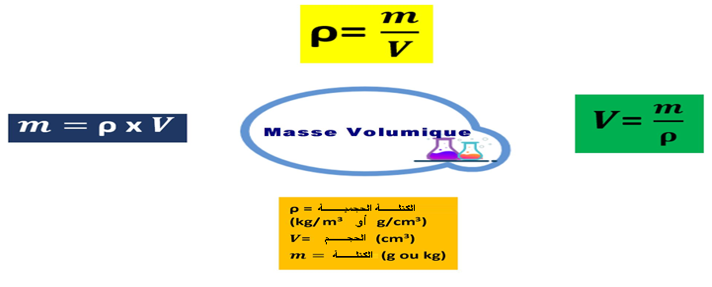 ρ = m/V
m = ρ x V
Masse Volumique
V = m/ρ
ρ = الكتلة الحجمية
(kg/m³ أو g/cm³)
V= الحجم (cm³)
m = الكتلة (g ou kg)